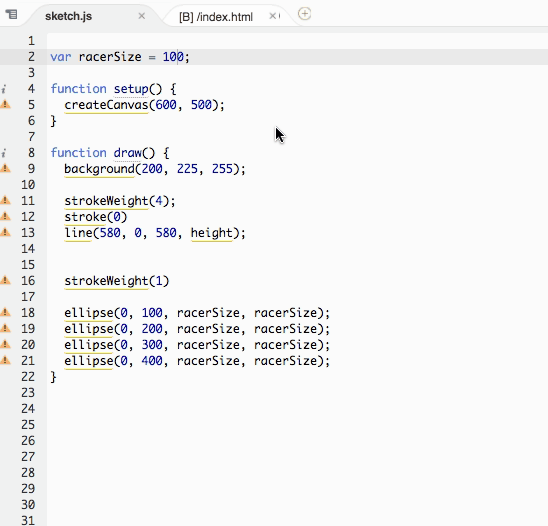 sketch.js × [B] /index.html ×
1
2 var racerSize = 100;
3
4 function setup() {
5 createCanvas(600, 500);
6 }
7
8 function draw() {
9 background(200, 225, 255);
10
11 strokeWeight(4);
12 stroke(0)
13 line(580, 0, 580, height);
14
15
16 strokeWeight(1)
17
18 ellipse(0, 100, racerSize, racerSize);
19 ellipse(0, 200, racerSize, racerSize);
20 ellipse(0, 300, racerSize, racerSize);
21 ellipse(0, 400, racerSize, racerSize);
22 }
23
24
25
26
27
28
29
30
31